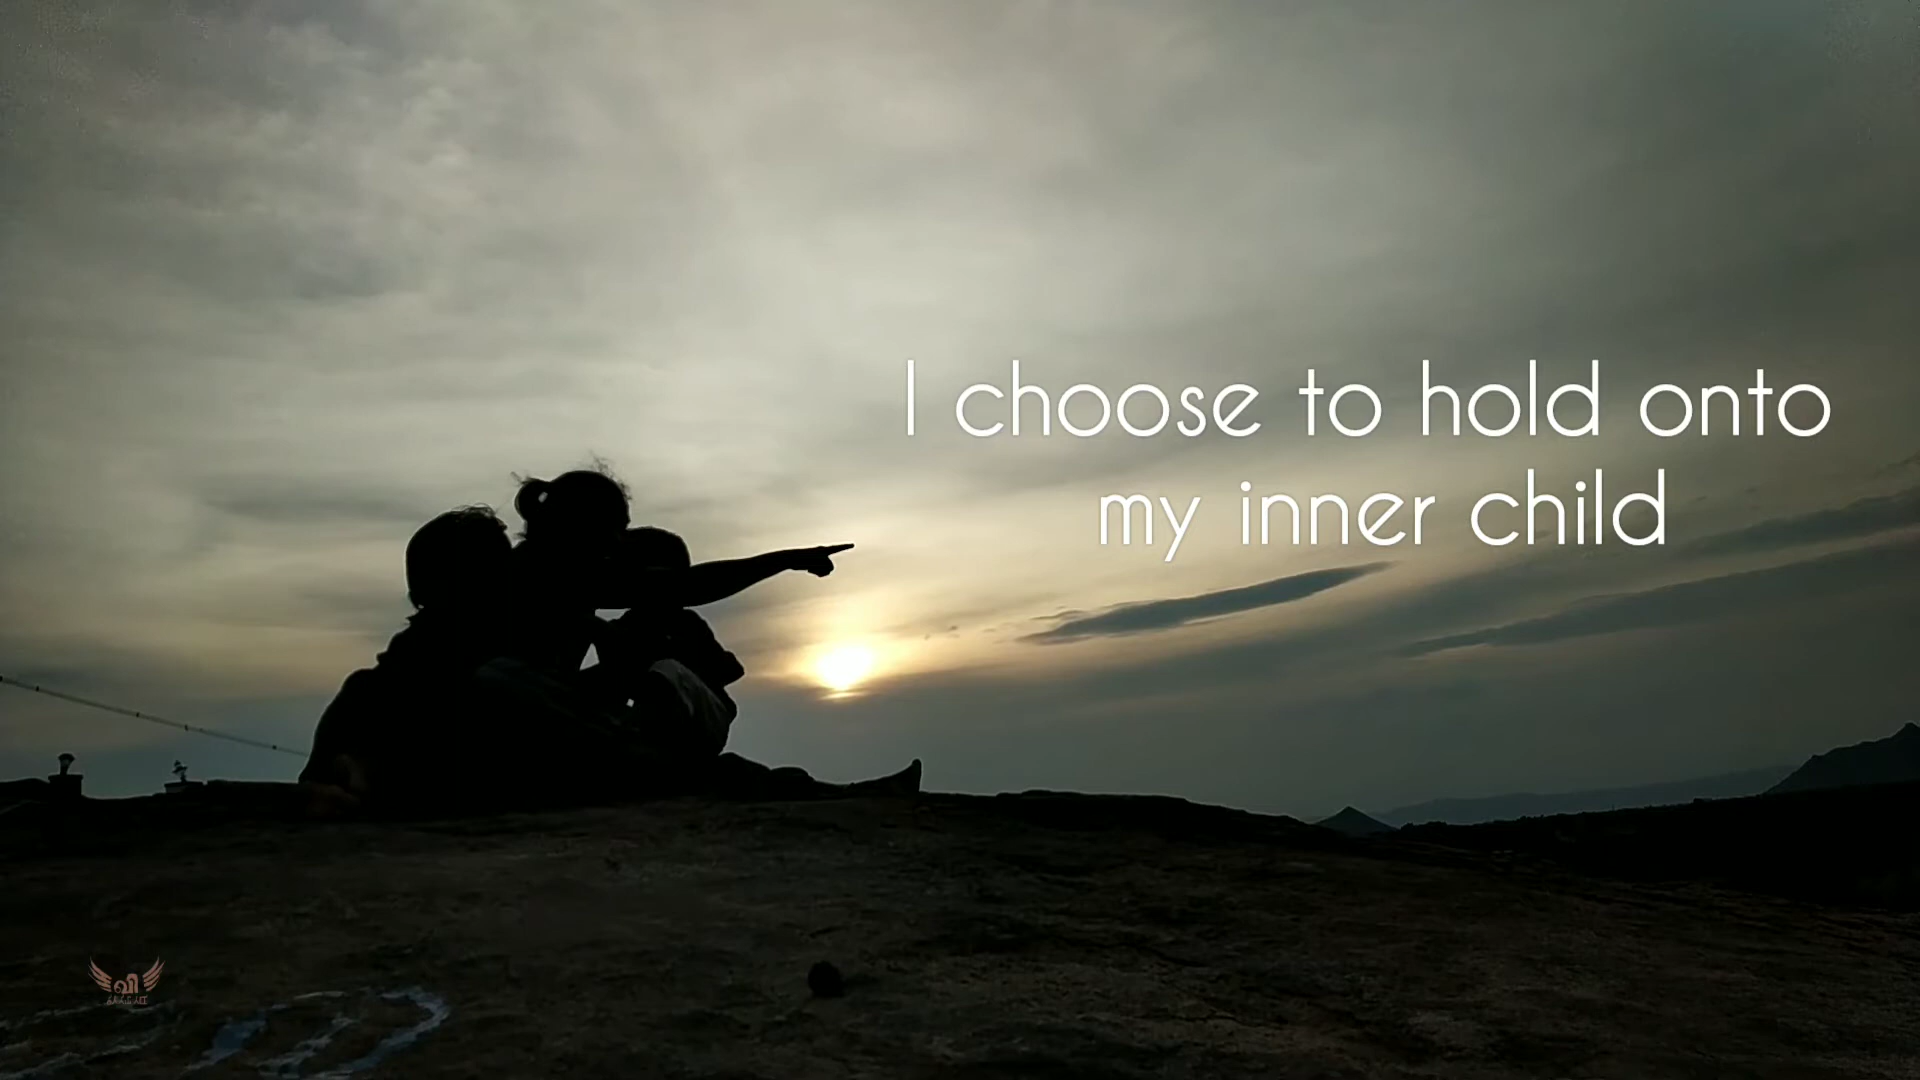 I choose to hold onto
my inner child
வி